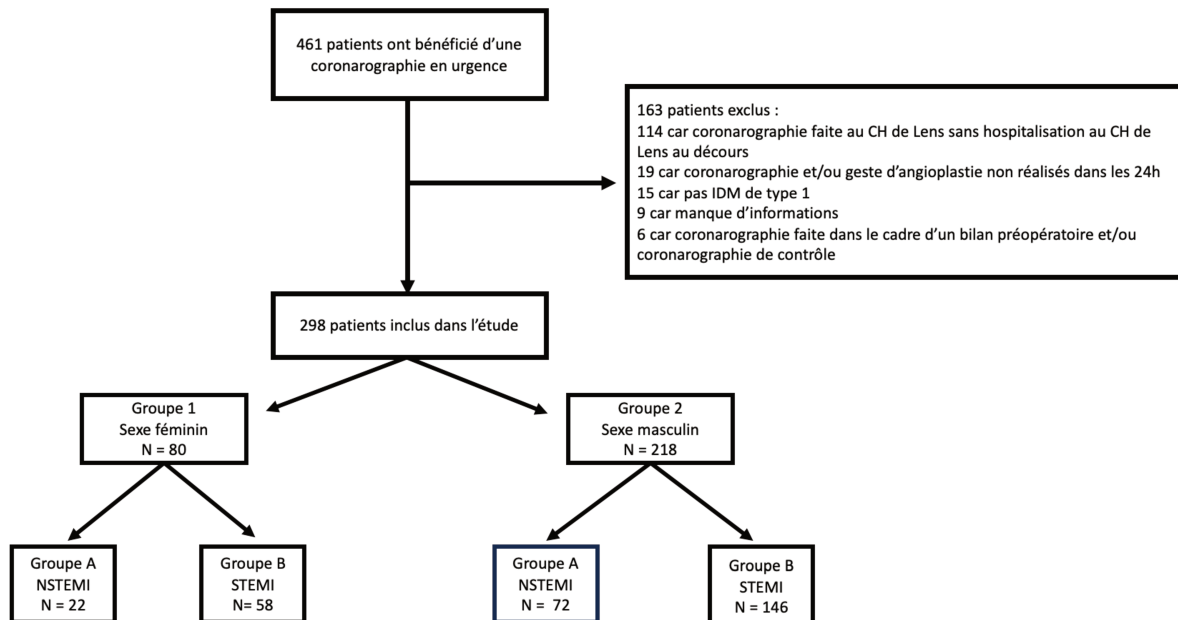 461 patients ont bénéficié d’une
coronarographie en urgence
163 patients exclus :
114 car coronarographie faite au CH de Lens sans hospitalisation au CH de
Lens au décours
19 car coronarographie et/ou geste d’angioplastie non réalisés dans les 24h
15 car pas IDM de type 1
9 car manque d’informations
6 car coronarographie faite dans le cadre d’un bilan préopératoire et/ou
coronarographie de contrôle
298 patients inclus dans l’étude
Groupe 1
Sexe féminin
N = 80
Groupe 2
Sexe masculin
N = 218
Groupe A
NSTEMI
N = 22
Groupe B
STEMI
N= 58
Groupe A
NSTEMI
N = 72
Groupe B
STEMI
N = 146